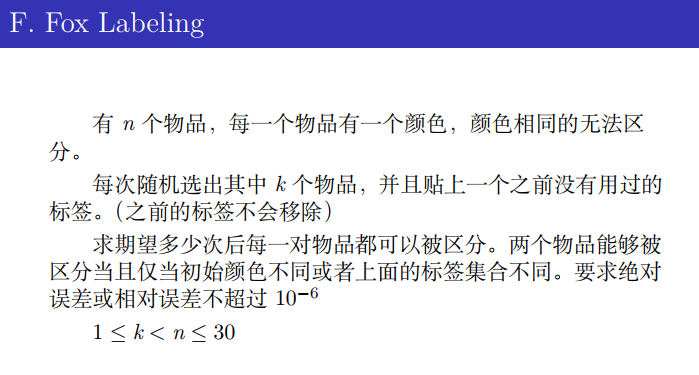 F. Fox Labeling
有 n 个物品，每一个物品有一个颜色，颜色相同的无法区
分。
每次随机选出其中 k 个物品，并且贴上一个之前没有用过的
标签。（之前的标签不会移除）
求期望多少次后每一对物品都可以被区分。两个物品能够被
区分当且仅当初始颜色不同或者上面的标签集合不同。要求绝对
误差或相对误差不超过 10⁻⁶
1 ≤ k < n ≤ 30